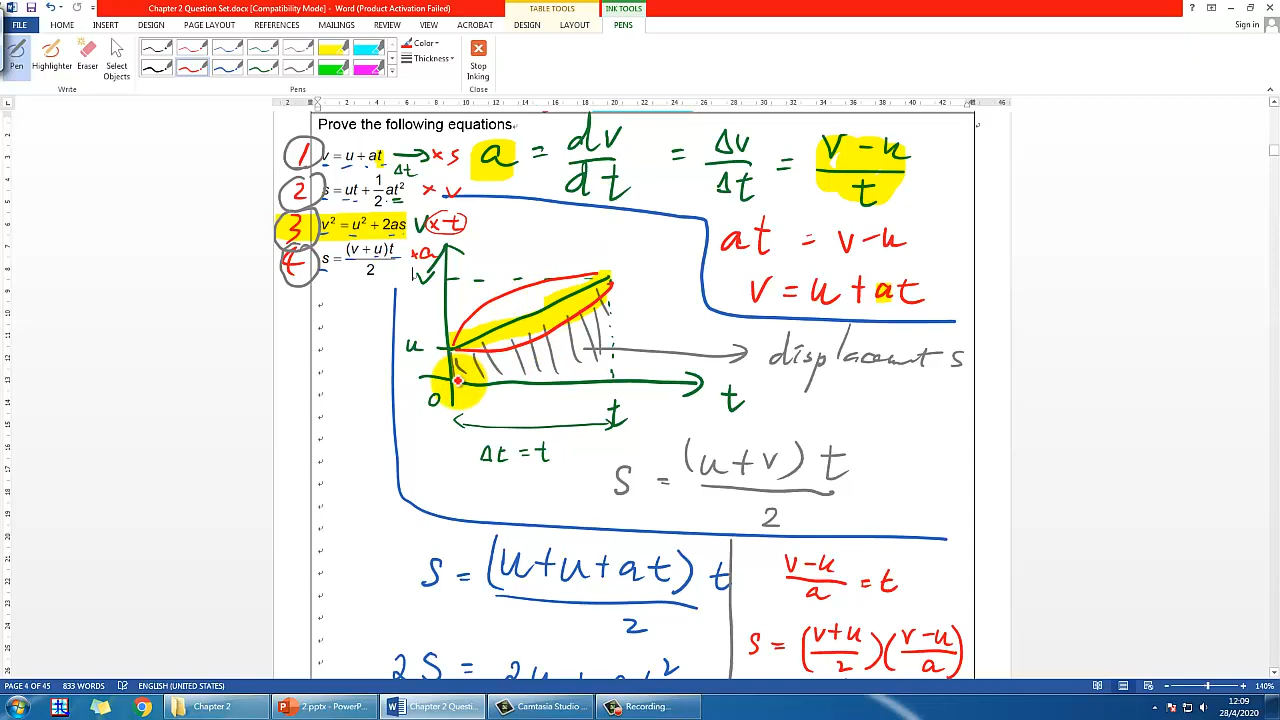 Chapter 2 Question Set.docx [Compatibility Mode] - Word (Product Activation Failed)
TABLE TOOLS
INK TOOLS
FILE HOME INSERT DESIGN PAGE LAYOUT REFERENCES MAILINGS REVIEW VIEW ACROBAT DESIGN LAYOUT PENS
Sign in
Pen Highlighter Eraser Select Objects
Color
Thickness
Stop Inking
Write Pens Close
Prove the following equations.
1 v = u + at → × s
Δt
2 s = ut + 1/2 at² × v
3 v² = u² + 2as × t
4 s = (v + u)t / 2 × a
a = dv/dt = Δv/Δt = v-u/t
at = v-u
v = u + at
v
u
0
t
t
displacement s
Δt = t
s = (u+v) t / 2
s = (u+u+at) t / 2
v-u/a = t
s = (v+u/2)(v-u/a)
2s =
PAGE 4 OF 45 833 WORDS ENGLISH (UNITED STATES) 140%
Chapter 2
2.pptx - PowerP...
Chapter 2 Questi...
Camtasia Studio ...
Recording...
12:09
28/4/2020